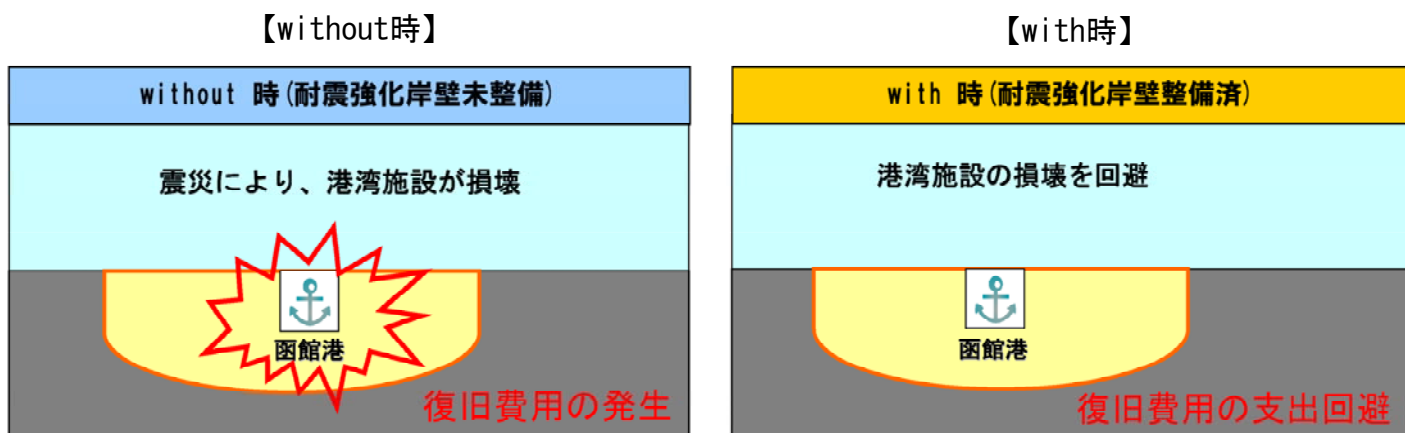 【without時】
without 時(耐震強化岸壁未整備)
震災により、港湾施設が損壊
函館港
復旧費用の発生
【with時】
with 時(耐震強化岸壁整備済)
港湾施設の損壊を回避
函館港
復旧費用の支出回避